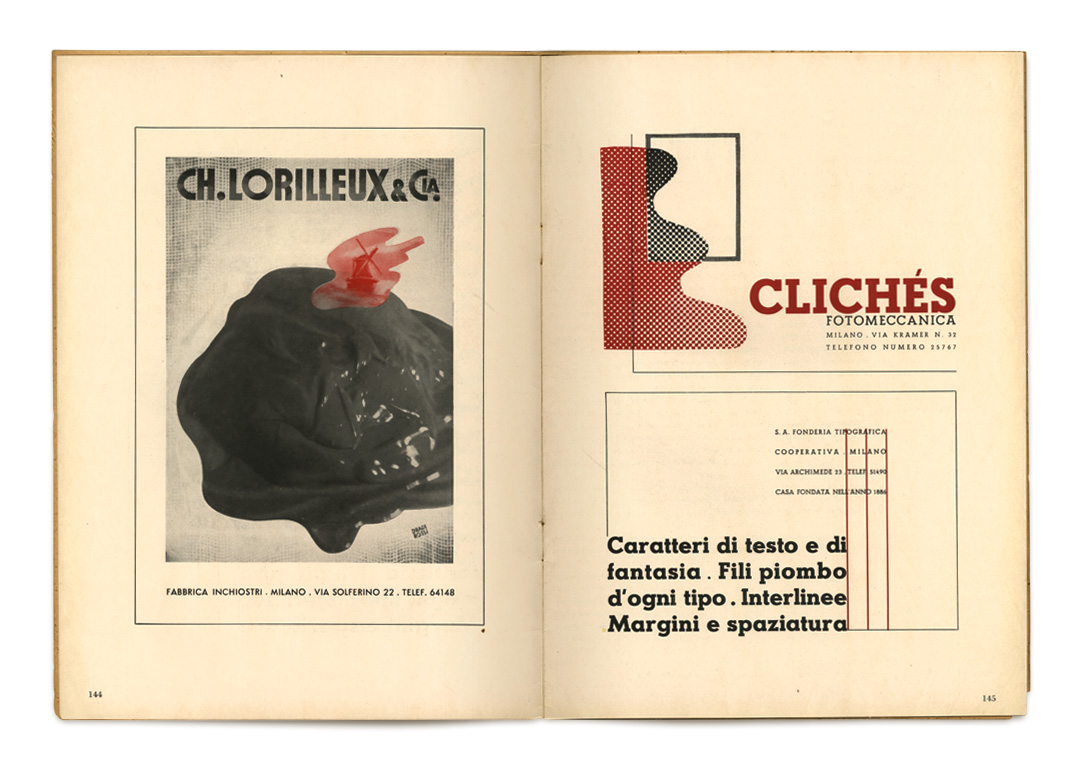 CH. LORILLEUX & CIA.
FABBRICA INCHIOSTRI . MILANO . VIA SOLFERINO 22 . TELEF. 64148
144
CLICHÉS
FOTOMECCANICA
MILANO . VIA KRAMER N. 32
TELEFONO NUMERO 25767
S. A. FONDERIA TIPOGRAFICA
COOPERATIVA . MILANO
VIA ARCHIMEDE 23 . TELEF 51490
CASA FONDATA NELL'ANNO 1886
Caratteri di testo e di
fantasia . Fili piombo
d'ogni tipo . Interlinee
Margini e spaziatura
145